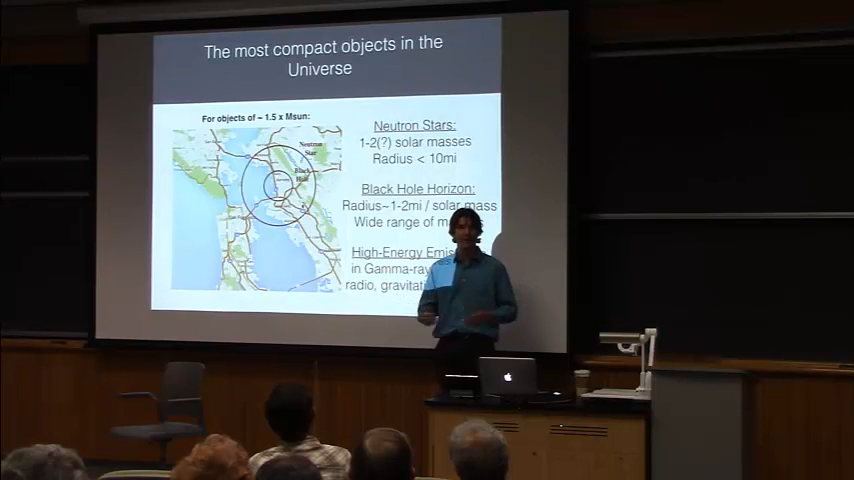 The most compact objects in the
Universe
For objects of ~ 1.5 x Msun:
Neutron
Star
Black
Hole
Neutron Stars:
1-2(?) solar masses
Radius < 10mi
Black Hole Horizon:
Radius~1-2mi / solar mass
Wide range of m
High-Energy Emis
in Gamma-ray
radio, gravitat